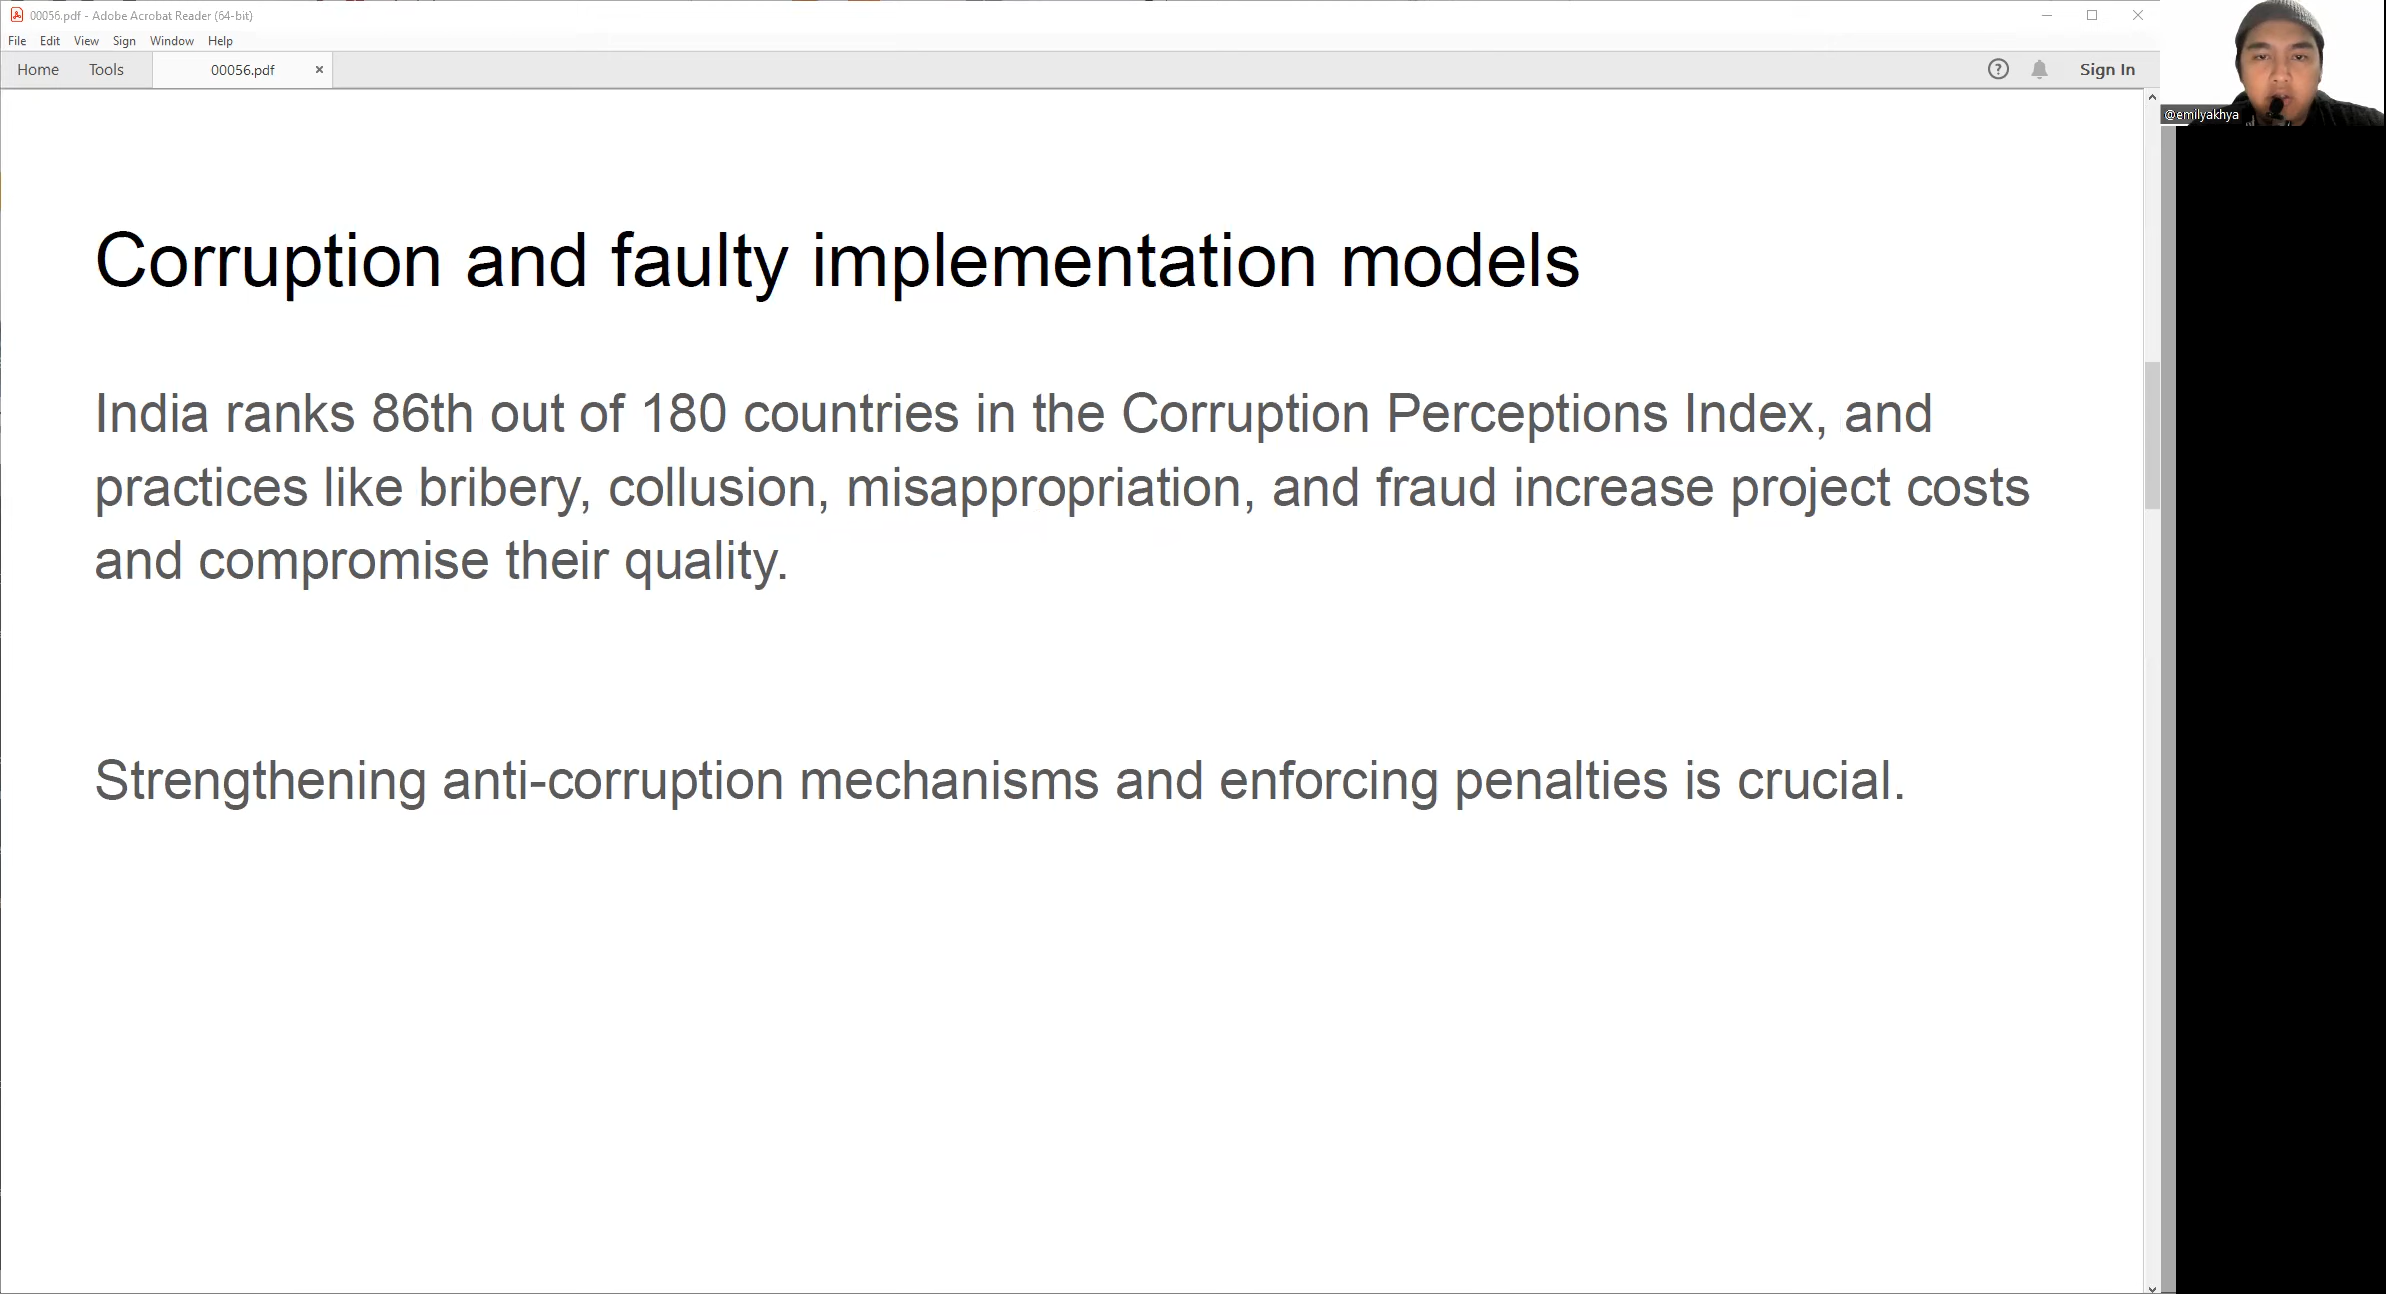 00056.pdf - Adobe Acrobat Reader (64-bit)
File Edit View Sign Window Help
Home Tools 00056.pdf × ? Sign In
@emilyakhya
Corruption and faulty implementation models
India ranks 86th out of 180 countries in the Corruption Perceptions Index, and
practices like bribery, collusion, misappropriation, and fraud increase project costs
and compromise their quality.
Strengthening anti-corruption mechanisms and enforcing penalties is crucial.